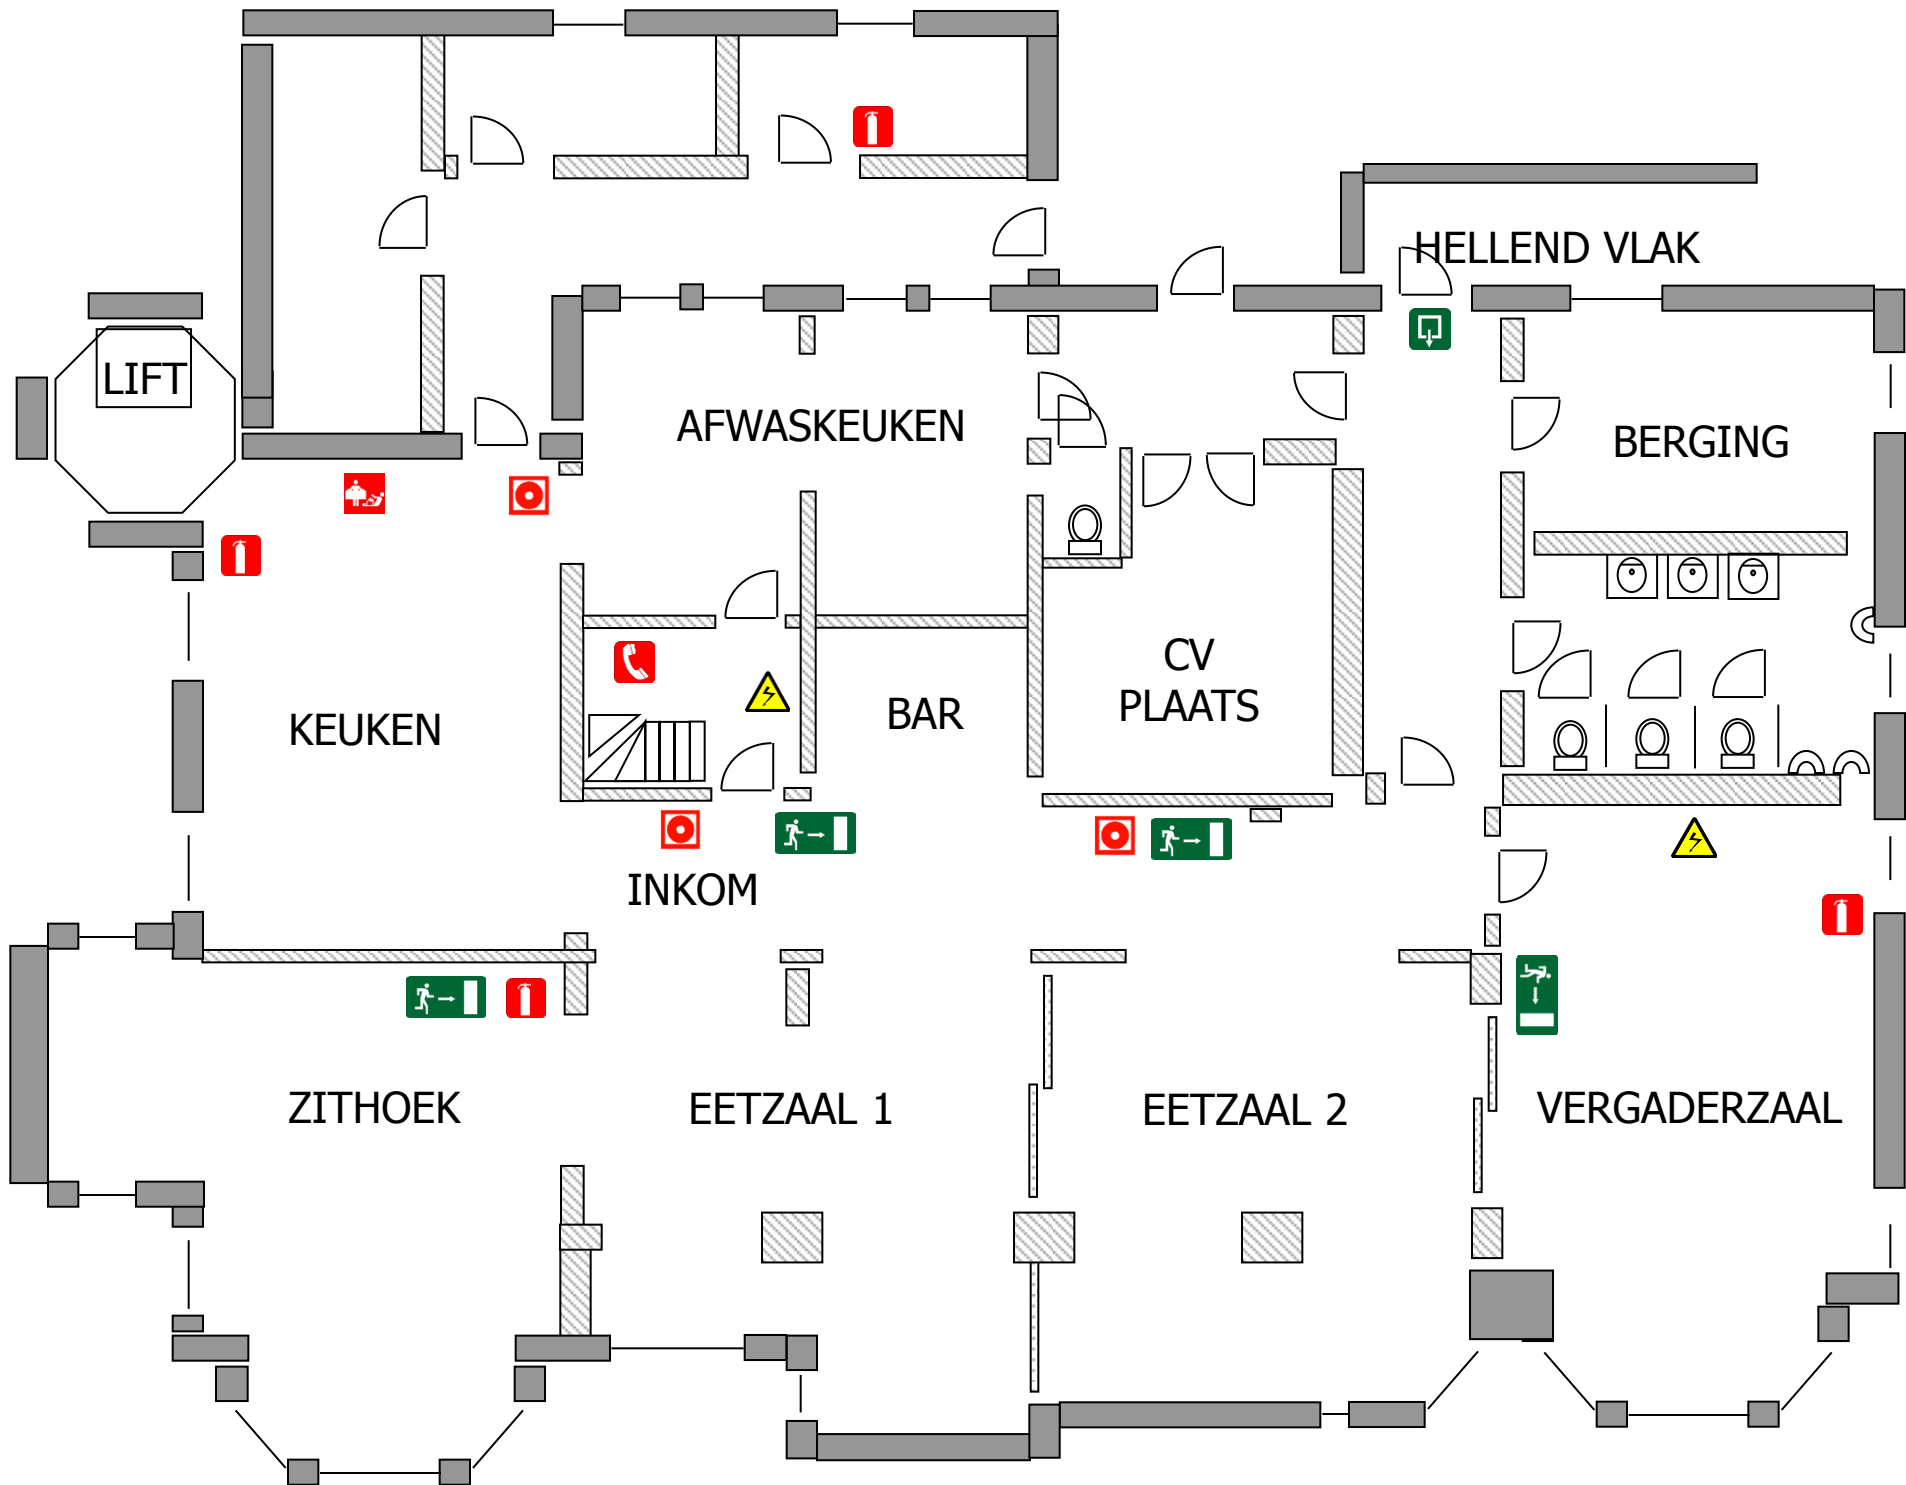 HELLEND VLAK
LIFT
AFWASKEUKEN
BERGING
CV
PLAATS
KEUKEN
BAR
INKOM
ZITHOEK
EETZAAL 1
EETZAAL 2
VERGADERZAAL